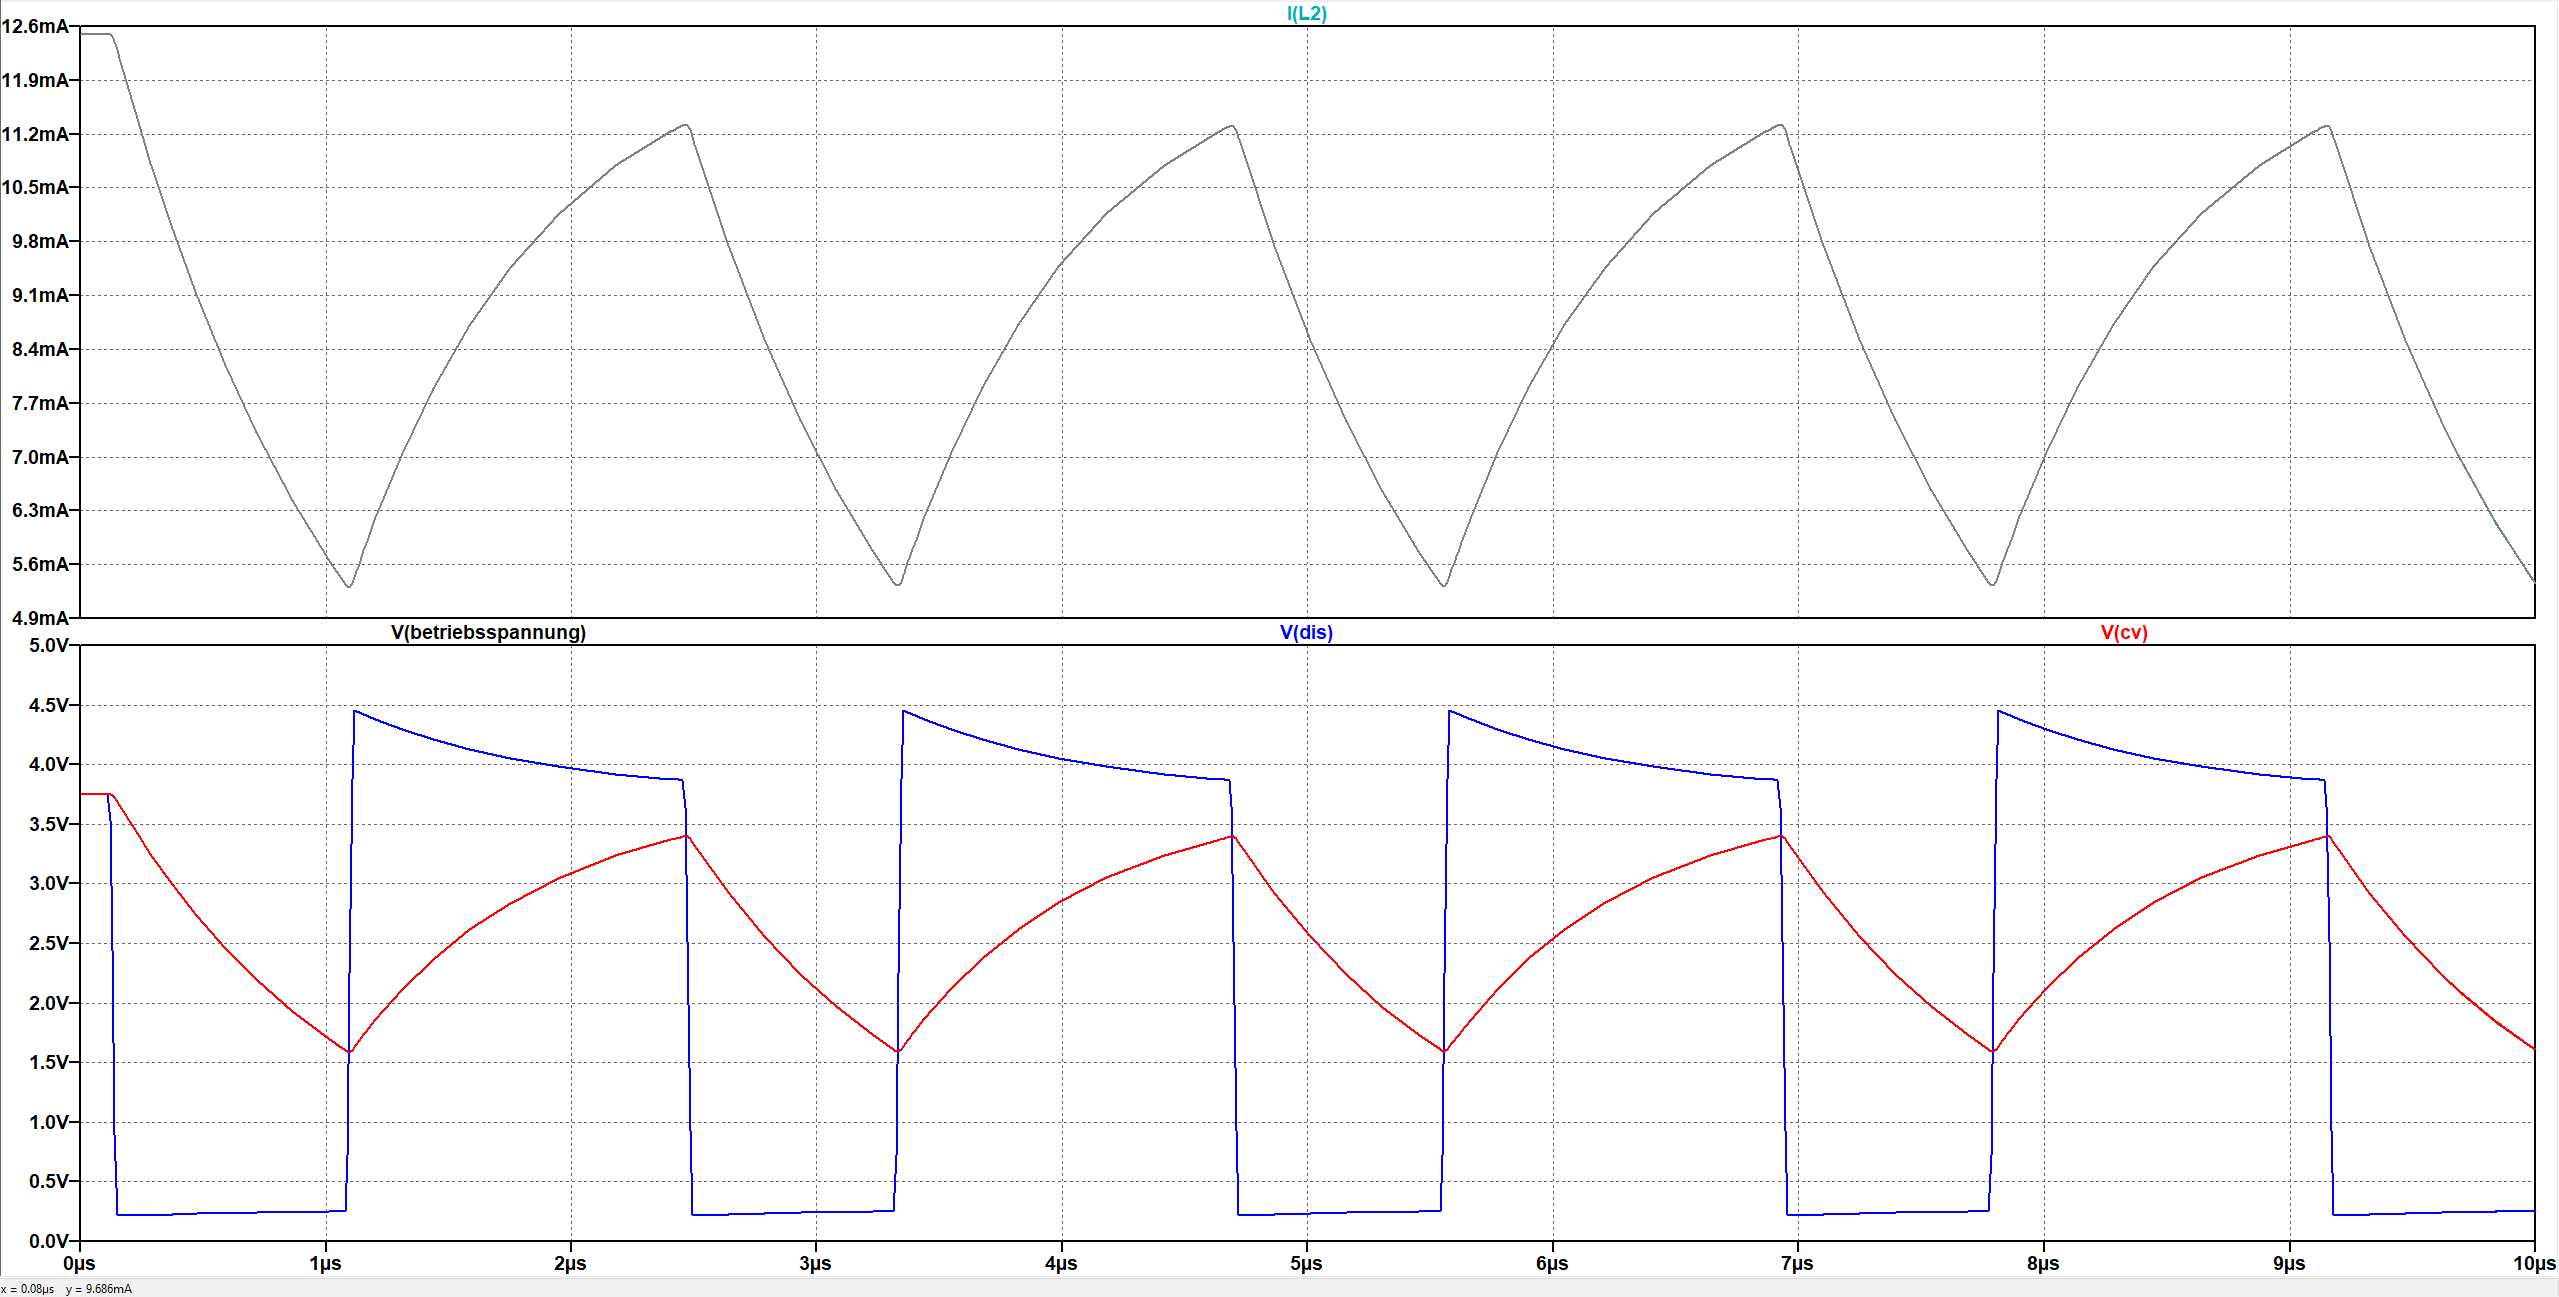 I(L2)
12.6mA
11.9mA
11.2mA
10.5mA
9.8mA
9.1mA
8.4mA
7.7mA
7.0mA
6.3mA
5.6mA
4.9mA
V(betriebsspannung) V(dis) V(cv)
5.0V
4.5V
4.0V
3.5V
3.0V
2.5V
2.0V
1.5V
1.0V
0.5V
0.0V
0µs 1µs 2µs 3µs 4µs 5µs 6µs 7µs 8µs 9µs 10µs
x = 0.08µs y = 9.686mA